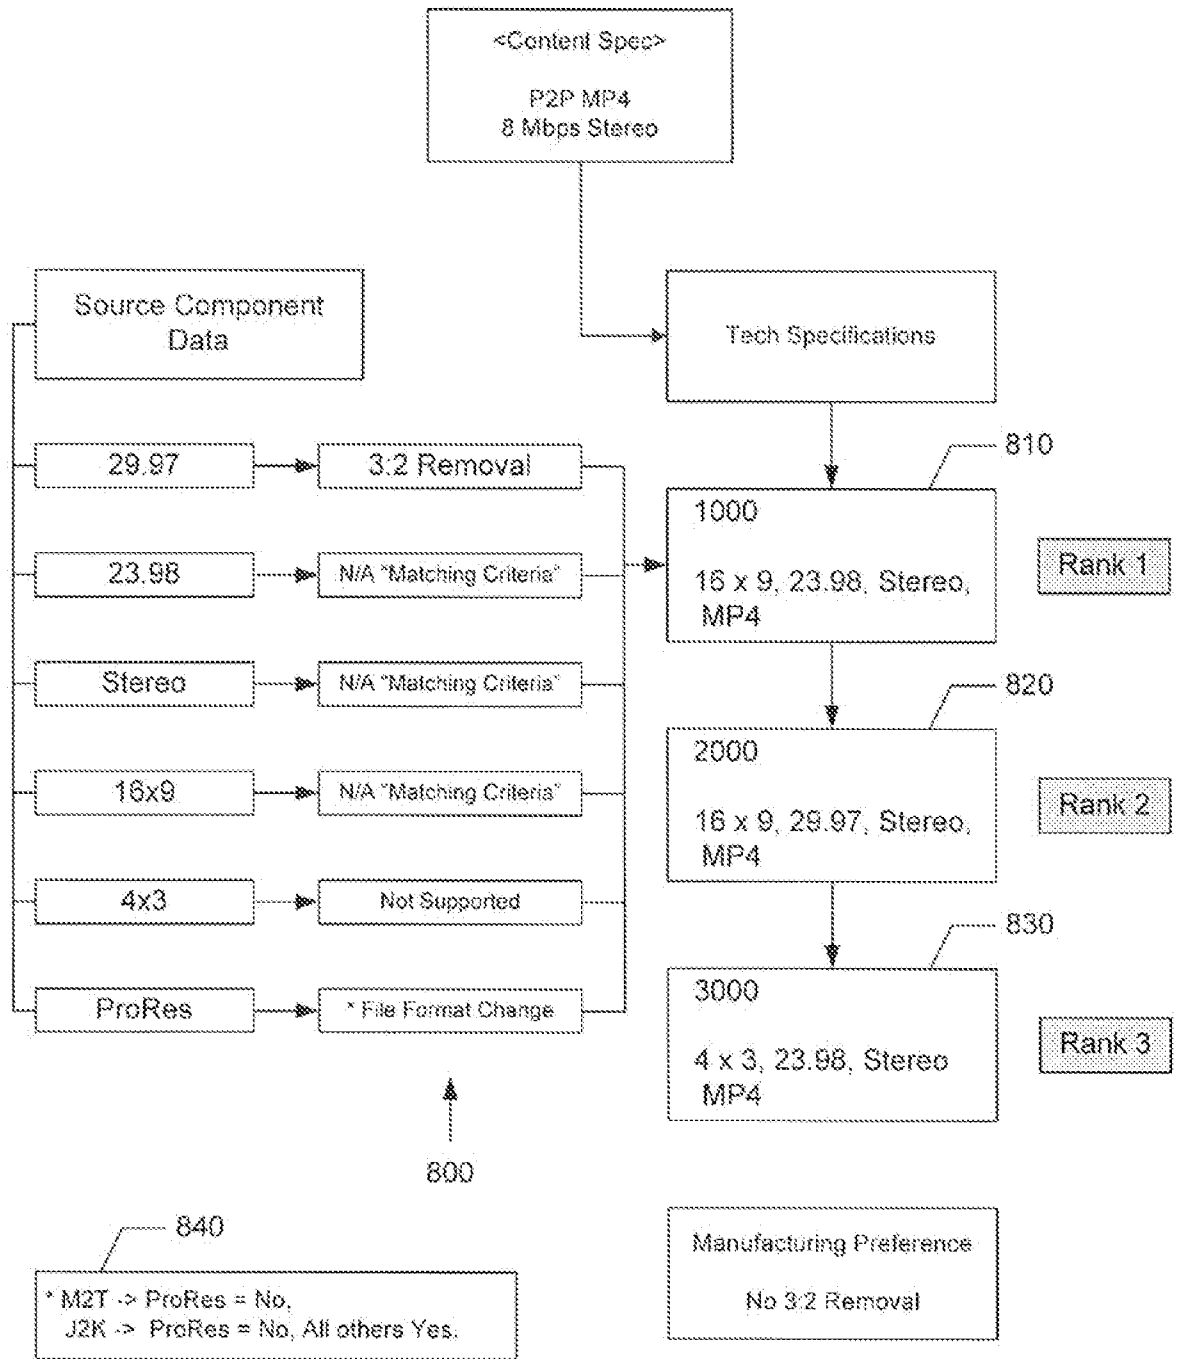 <Content Spec>
P2P MP4
8 Mbps Stereo
Source Component
Data
Tech Specifications
29.97
3:2 Removal
23.98
N/A "Matching Criteria"
Stereo
N/A "Matching Criteria"
16x9
N/A "Matching Criteria"
4x3
Not Supported
ProRes
* File Format Change
800
810
1000
16 x 9, 23.98, Stereo,
MP4
Rank 1
820
2000
16 x 9, 29.97, Stereo,
MP4
Rank 2
830
3000
4 x 3, 23.98, Stereo
MP4
Rank 3
840
* M2T -> ProRes = No,
J2K -> ProRes = No, All others Yes.
Manufacturing Preference
No 3:2 Removal